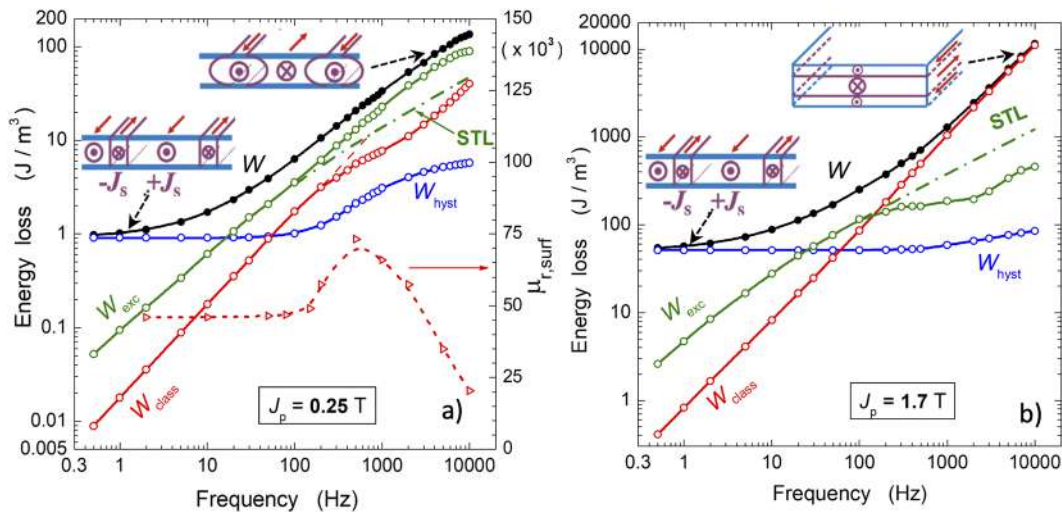 200
100
10
1
0.1
0.01
0.005
0.3
1
10
100
1000
10000
Frequency (Hz)
Energy loss (J / m³)
150
(x 10³)
125
100
75
50
25
0
μr,surf
STL
W
-Js +Js
Whyst
Wexc
Wclass
Jp = 0.25 T
a)
20000
10000
1000
100
10
1
0.3
1
10
100
1000
10000
Frequency (Hz)
Energy loss (J / m³)
STL
W
-Js +Js
Whyst
Wexc
Wclass
Jp = 1.7 T
b)